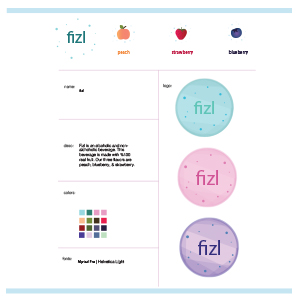 fizl
peach
strawberry
blueberry
name:
fizl
logo:
fizl
desc:
Fizl is an alcoholic and non-
alcoholic beverage. This
beverage is made with %100
real fruit. Our three flavors are
peach, blueberry, & strawberry.
fizl
colors:
fizl
fonts:
Myriad Pro | Helvetica Light